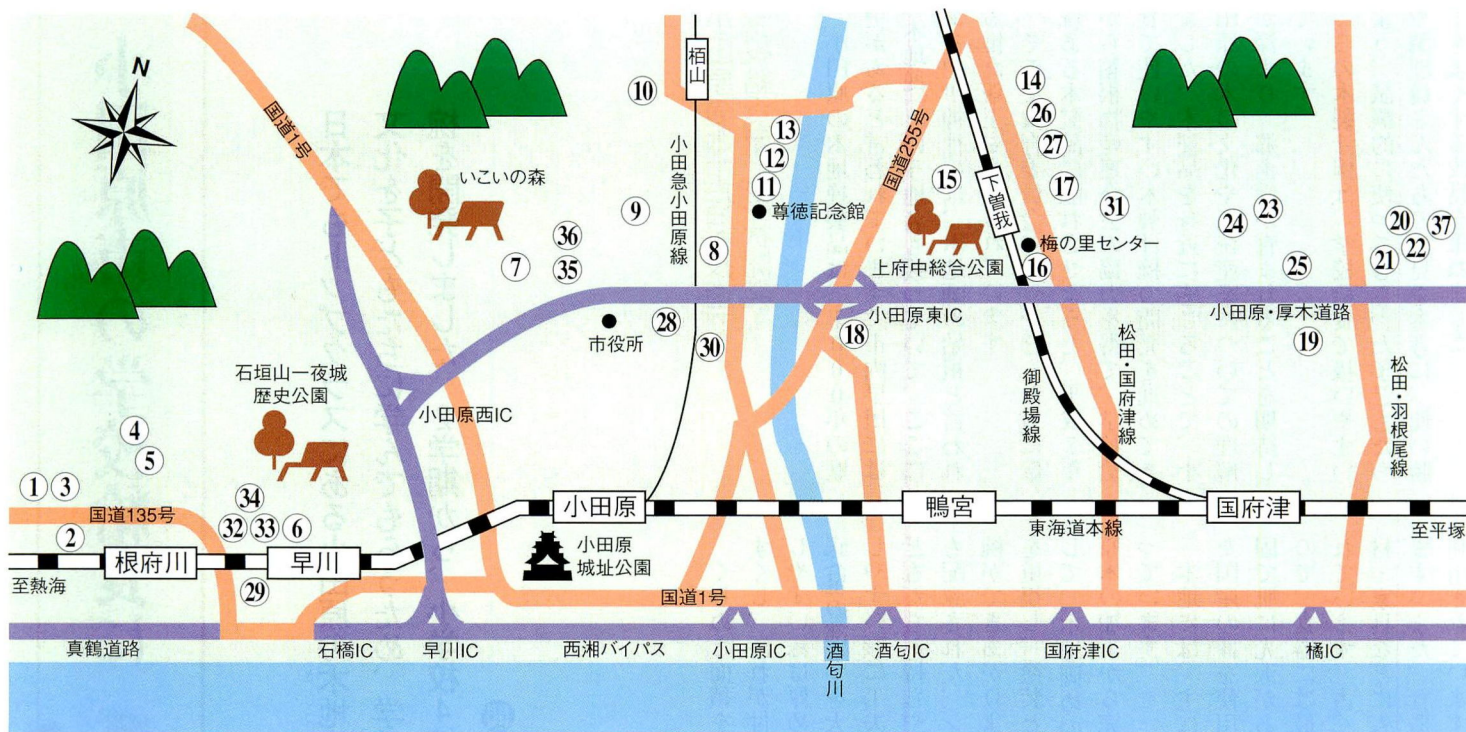 N
国道1号
いこいの森
栢山
小田急小田原線
尊徳記念館
国道255号
下曽我
梅の里センター
上府中総合公園
小田原東IC
小田原・厚木道路
市役所
石垣山一夜城
歴史公園
小田原西IC
御殿場線
松田・国府津線
松田・羽根尾線
国道135号
根府川
早川
小田原
鴨宮
国府津
東海道本線
至平塚
至熱海
小田原
城址公園
国道1号
真鶴道路
石橋IC
早川IC
西湘バイパス
小田原IC
酒匂川
酒匂IC
国府津IC
橘IC
1
2
3
4
5
6
7
8
9
10
11
12
13
14
15
16
17
18
19
20
21
22
23
24
25
26
27
28
29
30
31
32
33
34
35
36
37